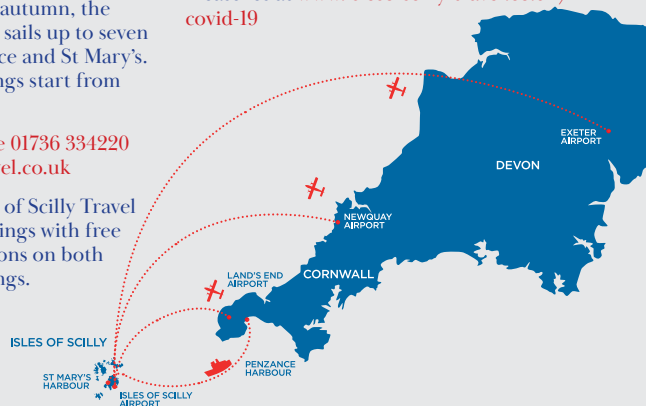 autumn, the
sails up to seven
ce and St Mary's.
ngs start from
01736 334220
vel.co.uk
of Scilly Travel
ings with free
ons on both
ngs.
covid-19
EXETER
AIRPORT
DEVON
NEWQUAY
AIRPORT
CORNWALL
LAND'S END
AIRPORT
ISLES OF SCILLY
PENZANCE
HARBOUR
ST MARY'S
HARBOUR
ISLES OF SCILLY
AIRPORT